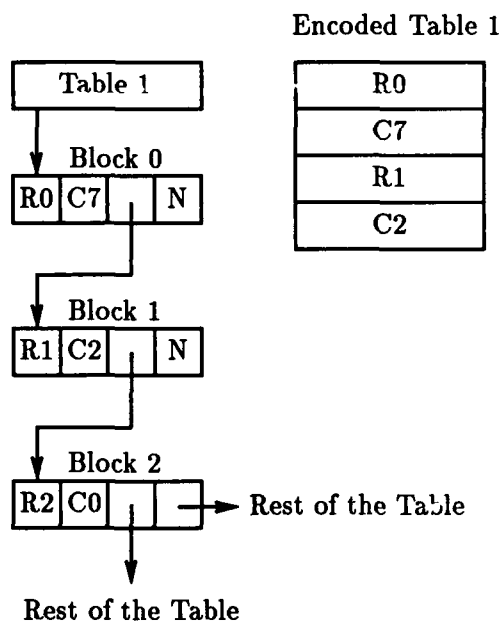 Encoded Table 1
Table 1
R0
C7
R1
C2
Block 0
R0 C7 N
Block 1
R1 C2 N
Block 2
R2 C0
Rest of the Table
Rest of the Table